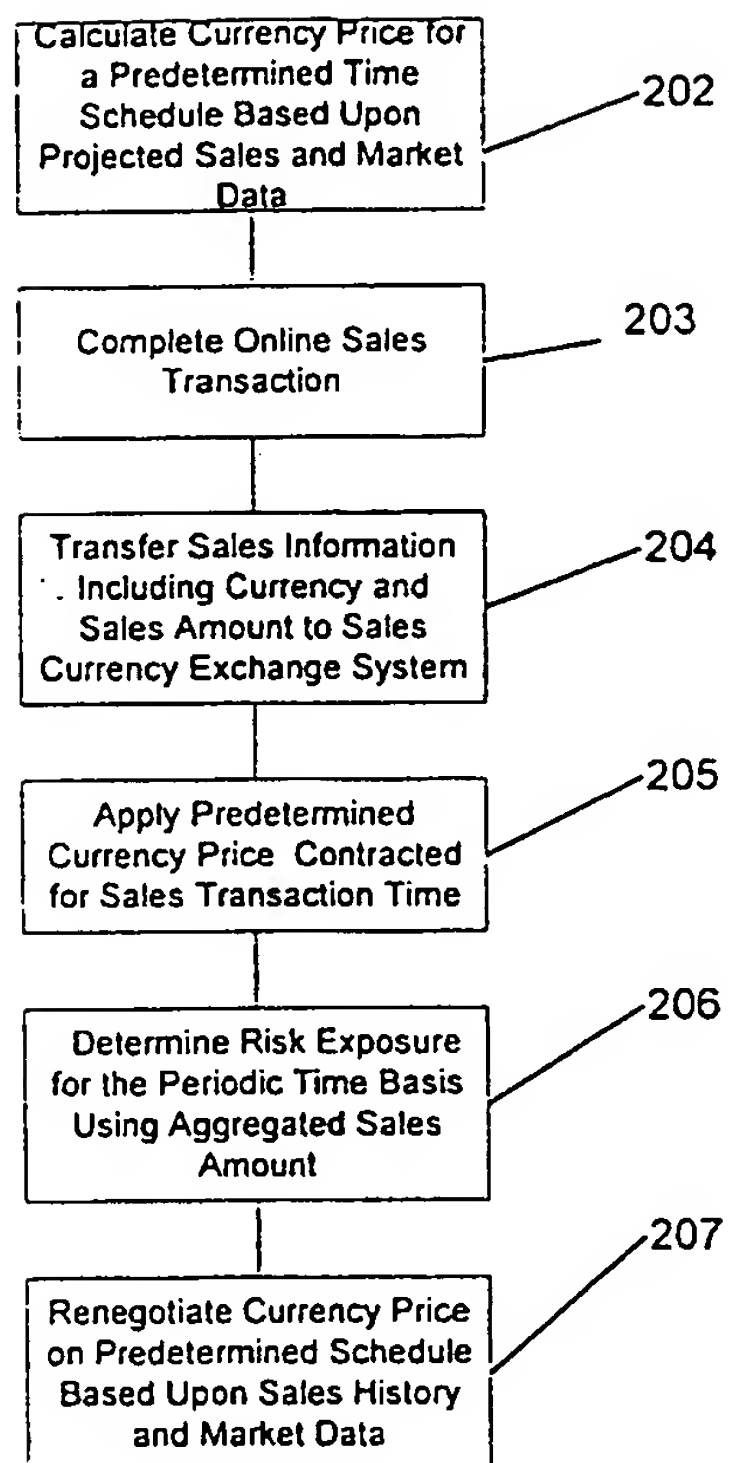 Calculate Currency Price for
a Predetermined Time
Schedule Based Upon
Projected Sales and Market
Data
202
Complete Online Sales
Transaction
203
Transfer Sales Information
Including Currency and
Sales Amount to Sales
Currency Exchange System
204
Apply Predetermined
Currency Price Contracted
for Sales Transaction Time
205
Determine Risk Exposure
for the Periodic Time Basis
Using Aggregated Sales
Amount
206
Renegotiate Currency Price
on Predetermined Schedule
Based Upon Sales History
and Market Data
207